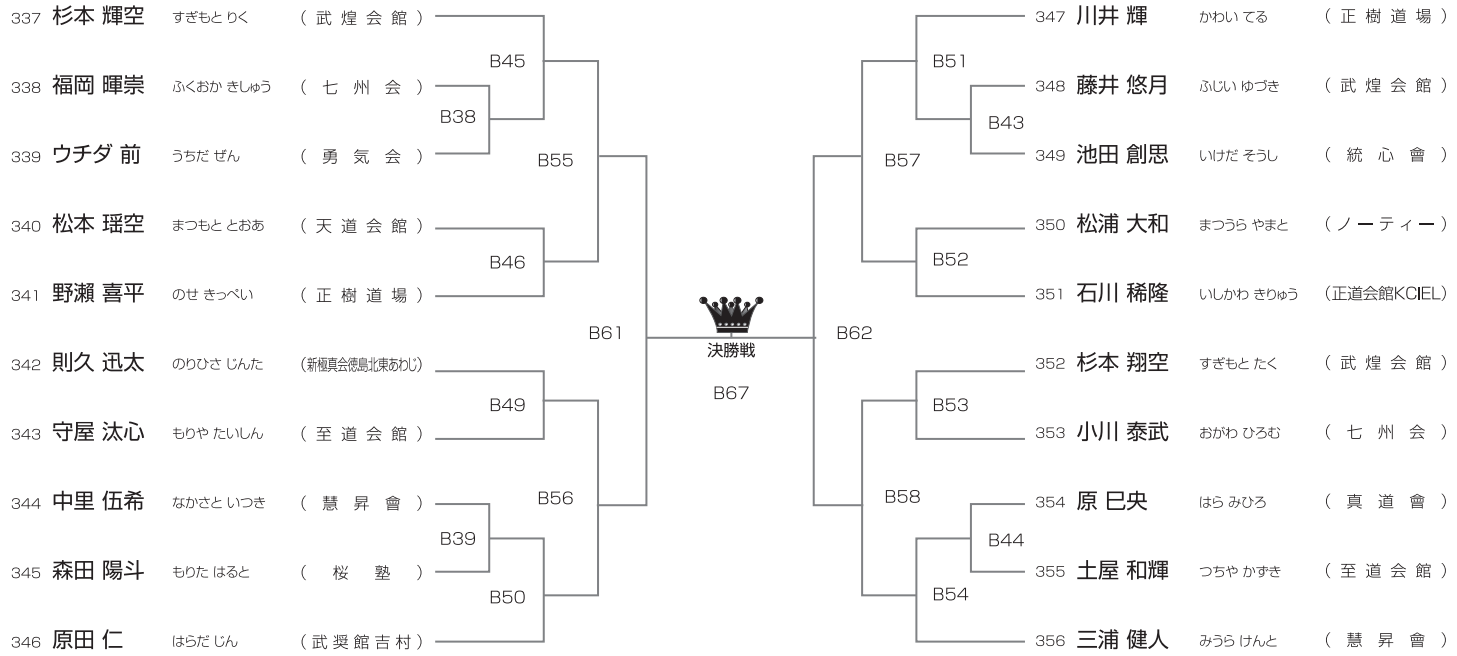 337 杉本 輝空 すぎもと りく (武煌会館)
338 福岡 暉崇 ふくおか きしゅう (七州会)
339 ウチダ 前 うちだ ぜん (勇気会)
340 松本 瑶空 まつもと とおあ (天道会館)
341 野瀬 喜平 のせ きっぺい (正樹道場)
342 則久 迅太 のりひさ じんた (新極真会徳島北東あわじ)
343 守屋 汰心 もりや たいしん (至道会館)
344 中里 伍希 なかさと いつき (慧昇會)
345 森田 陽斗 もりた はると (桜塾)
346 原田 仁 はらだ じん (武奨館吉村)
B45
B38
B55
B46
B61
B49
B56
B39
B50
決勝戦
B67
B51
B43
B57
B52
B62
B53
B58
B44
B54
347 川井 輝 かわい てる (正樹道場)
348 藤井 悠月 ふじい ゆづき (武煌会館)
349 池田 創思 いけだ そうし (統心會)
350 松浦 大和 まつうら やまと (ノーティー)
351 石川 稀隆 いしかわ きりゅう (正道会館KCIEL)
352 杉本 翔空 すぎもと たく (武煌会館)
353 小川 泰武 おがわ ひろむ (七州会)
354 原 巳央 はら みひろ (真道會)
355 土屋 和輝 つちや かずき (至道会館)
356 三浦 健人 みうら けんと (慧昇會)